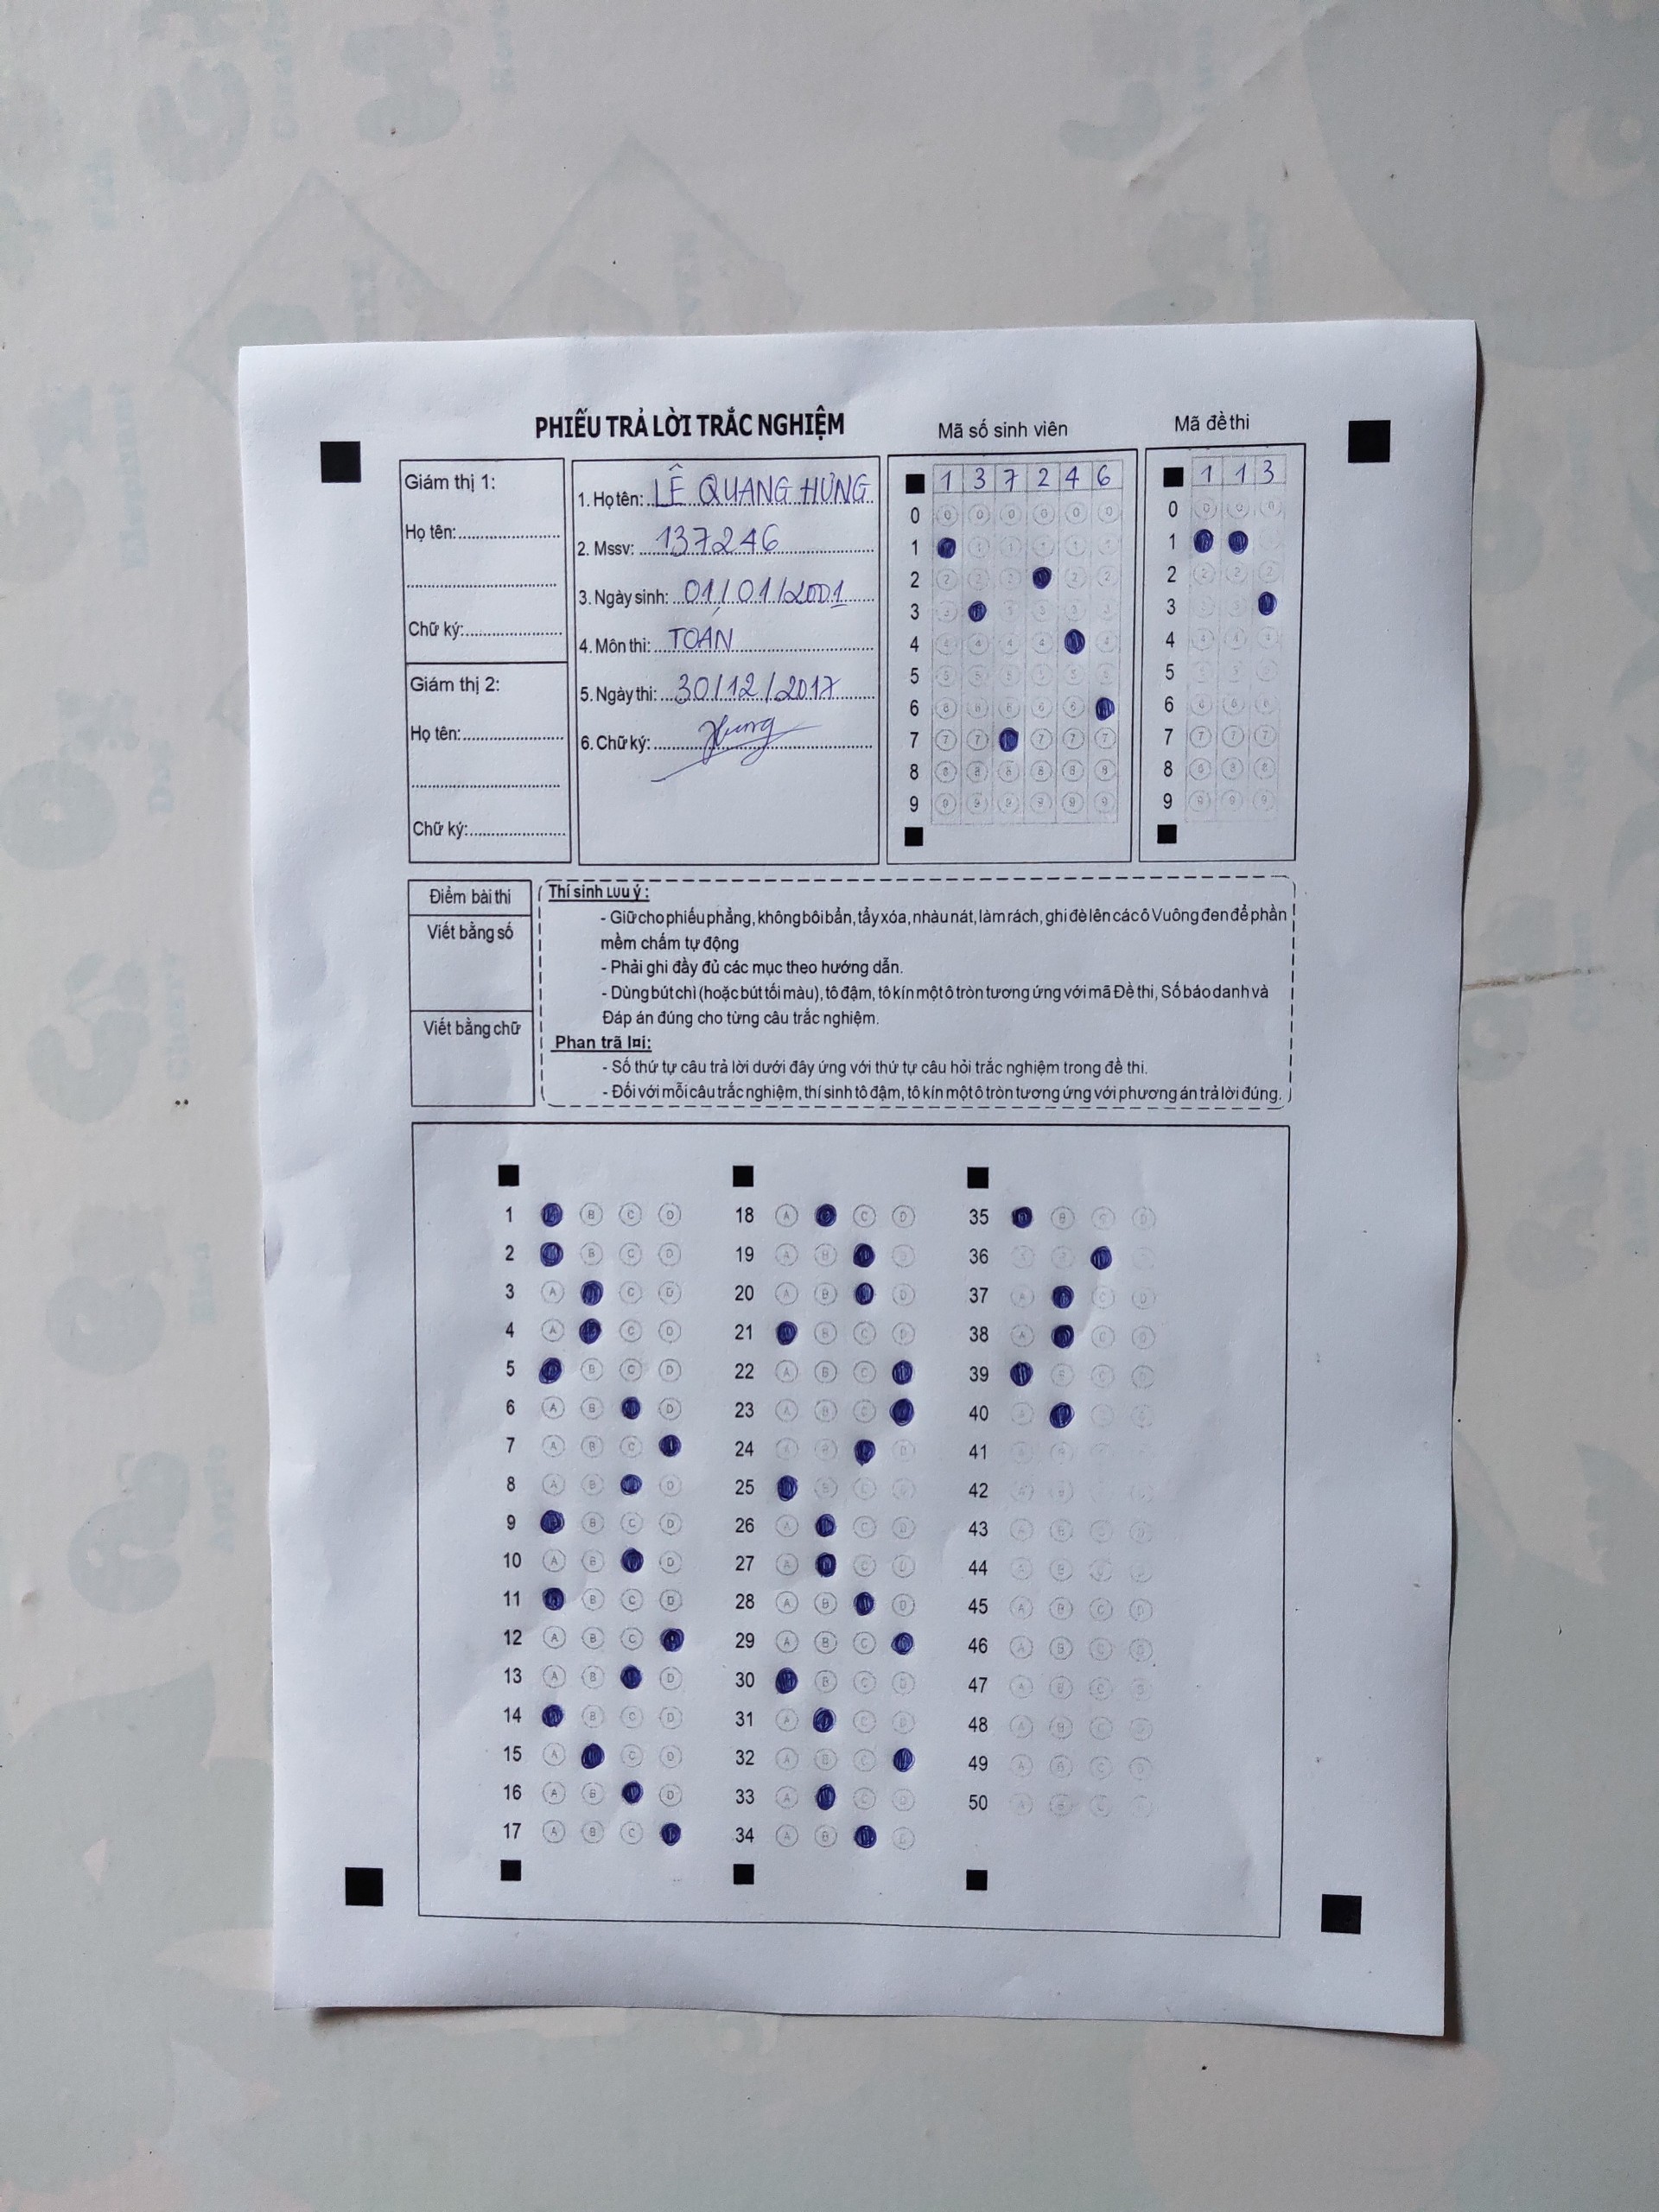 PHIẾU TRẢ LỜI TRẮC NGHIỆM
Mã số sinh viên
Mã đề thi
Giám thị 1:
Họ tên:
Chữ ký:
Giám thị 2:
Họ tên:
Chữ ký:
1. Họ tên: LÊ QUANG HƯNG
2. Mssv: 137246
3. Ngày sinh: 01/01/2001
4. Môn thi: TOÁN
5. Ngày thi: 30/12/2017
6. Chữ ký: Hung
1 3 7 2 4 6
0
1
2
3
4
5
6
7
8
9
1 1 3
0
1
2
3
4
5
6
7
8
9
Điểm bài thi
Viết bằng số
Viết bằng chữ
Thí sinh Lưu ý :
- Giữ cho phiếu phẳng, không bôi bẩn, tẩy xóa, nhàu nát, làm rách, ghi đè lên các ô Vuông đen để phần
mềm chấm tự động
- Phải ghi đầy đủ các mục theo hướng dẫn.
- Dùng bút chì (hoặc bút tối màu), tô đậm, tô kín một ô tròn tương ứng với mã Đề thi, Số báo danh và
Đáp án đúng cho từng câu trắc nghiệm.
Phan trã l¤i:
- Số thứ tự câu trả lời dưới đây ứng với thứ tự câu hỏi trắc nghiệm trong đề thi.
- Đối với mỗi câu trắc nghiệm, thí sinh tô đậm, tô kín một ô tròn tương ứng với phương án trả lời đúng.
1 B C D
2 B C D
3 A C D
4 A C D
5 B C D
6 A B D
7 A B C
8 A B D
9 B C D
10 A B D
11 B C D
12 A B C
13 A B D
14 B C D
15 A C D
16 A B D
17 A B C
18 A C D
19 A B D
20 A B D
21 B C D
22 A B C
23 A B C
24 A B D
25 B C D
26 A C D
27 A C D
28 A B D
29 A B C
30 B C D
31 A C D
32 A B C
33 A C D
34 A B D
35 B C D
36
37 A C D
38 A C D
39 B C D
40
41
42
43 A B C D
44
45 A B C D
46 A B C D
47 A B C
48 A B C D
49 A B C D
50 A B C